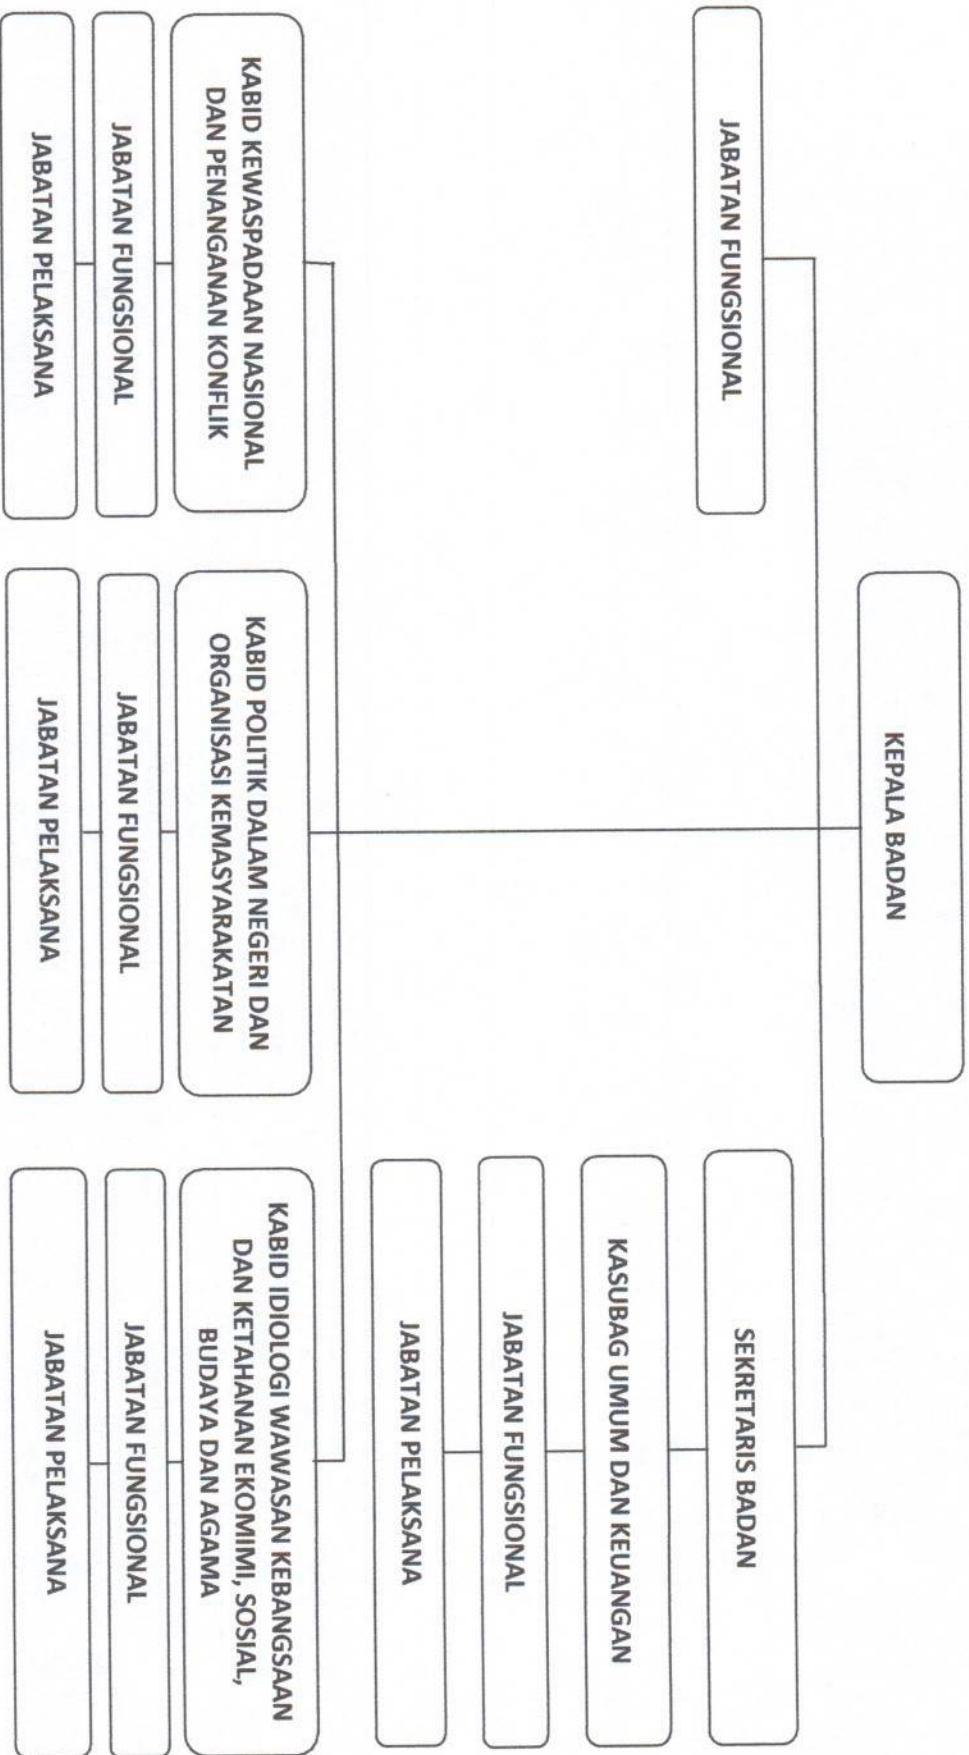 KEPALA BADAN
JABATAN FUNGSIONAL
SEKRETARIS BADAN
KASUBAG UMUM DAN KEUANGAN
JABATAN FUNGSIONAL
JABATAN PELAKSANA
KABID KEWASPADAAN NASIONAL
DAN PENANGANAN KONFLIK
JABATAN FUNGSIONAL
JABATAN PELAKSANA
KABID POLITIK DALAM NEGERI DAN
ORGANISASI KEMASYARAKATAN
JABATAN FUNGSIONAL
JABATAN PELAKSANA
KABID IDIOLOGI WAWASAN KEBANGSAAN
DAN KETAHANAN EKOMIMI, SOSIAL,
BUDAYA DAN AGAMA
JABATAN FUNGSIONAL
JABATAN PELAKSANA